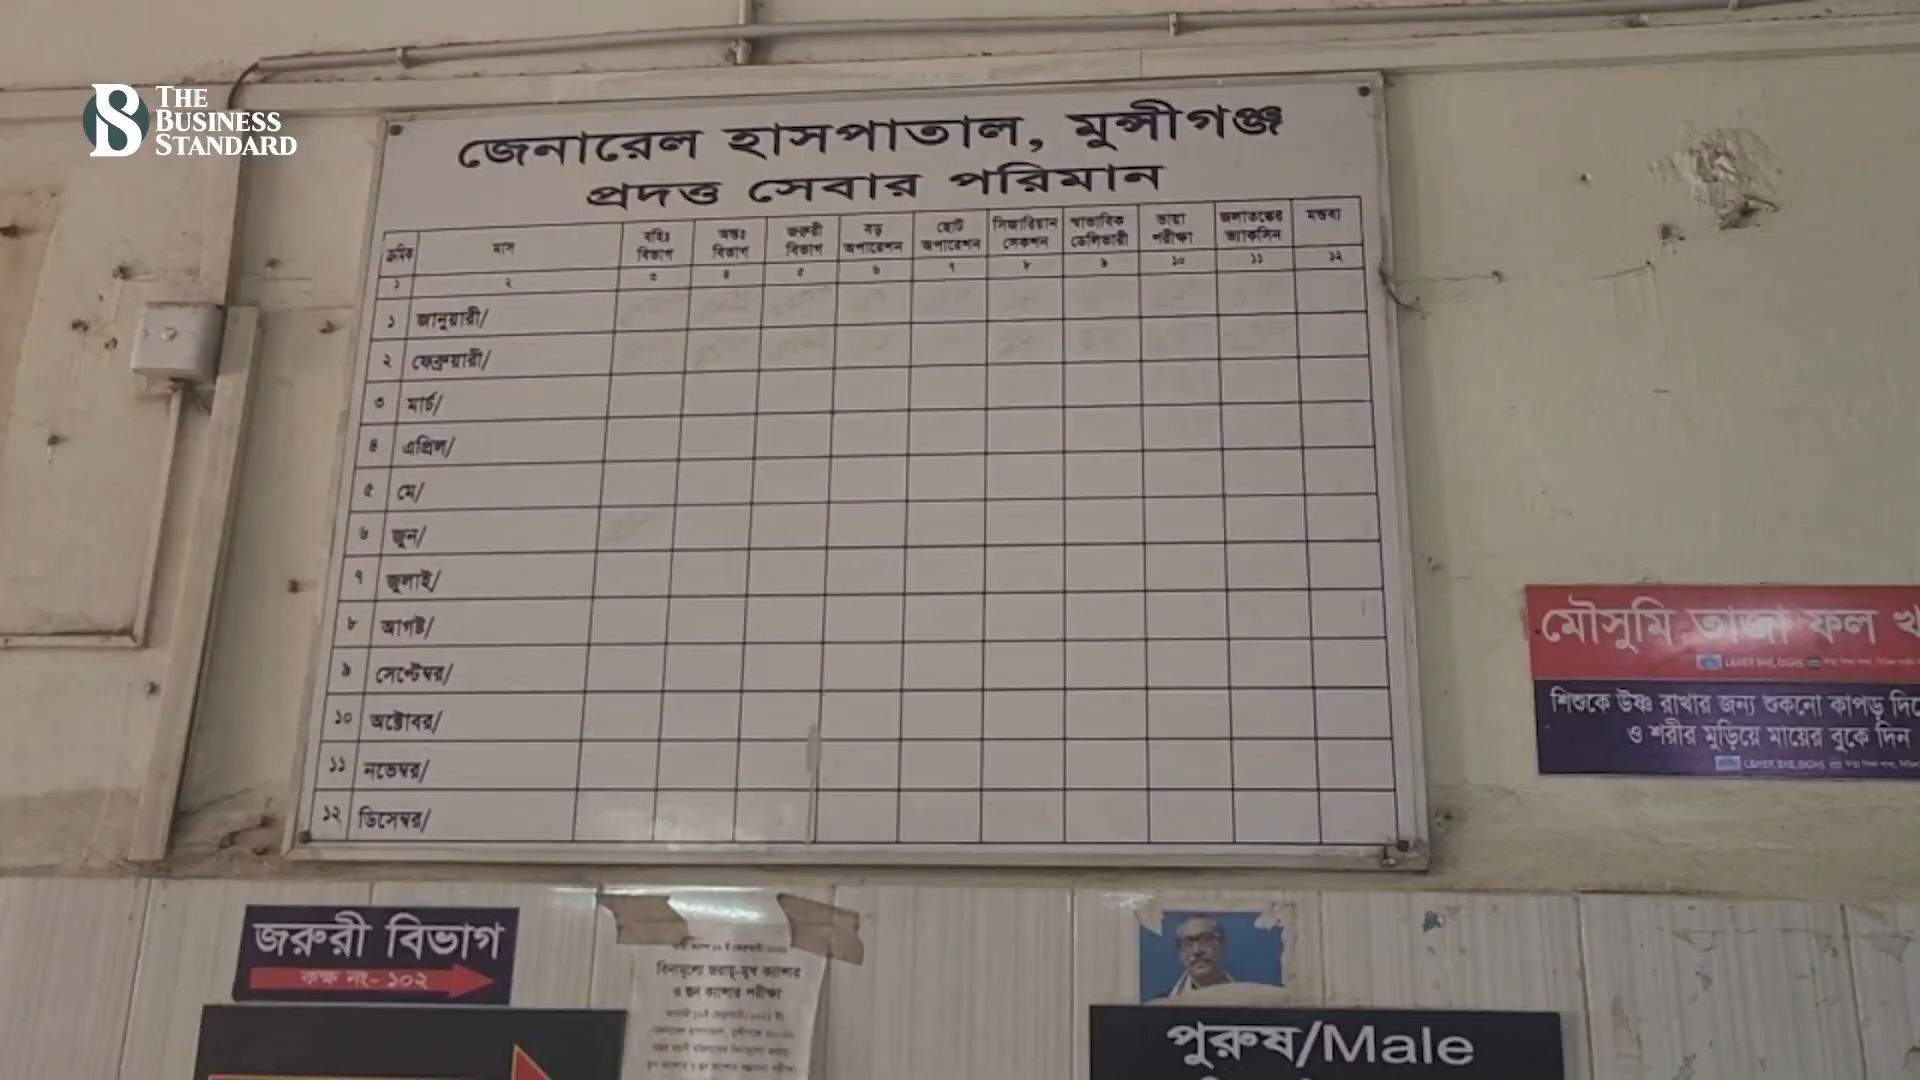 THE
BUSINESS
STANDARD
জেনারেল হাসপাতাল, মুন্সীগঞ্জ
প্রদত্ত সেবার পরিমান
ক্রমিক মাস বহিঃ বিভাগ অন্তঃ বিভাগ জরুরী বিভাগ বড় অপারেশন ছোট অপারেশন সিজারিয়ান সেকশন স্বাভাবিক ডেলিভারী ভায়া পরীক্ষা জলাতঙ্কের ভ্যাকসিন মন্তব্য
১ ২ ৩ ৪ ৫ ৬ ৭ ৮ ৯ ১০ ১১ ১২
১ জানুয়ারী/
২ ফেব্রুয়ারী/
৩ মার্চ/
৪ এপ্রিল/
৫ মে/
৬ জুন/
৭ জুলাই/
৮ আগষ্ট/
৯ সেপ্টেম্বর/
১০ অক্টোবর/
১১ নভেম্বর/
১২ ডিসেম্বর/
মৌসুমি তাজা ফল
শিশুকে উষ্ণ রাখার জন্য শুকনো কাপড়
ও শরীর মুড়িয়ে মায়ের বুকে দিন
জরুরী বিভাগ
কক্ষ নং- ১০২
বিনামূল্যে জরায়ু-মুখ ক্যান্সার
ও স্তন ক্যান্সার পরীক্ষা
পুরুষ/Male